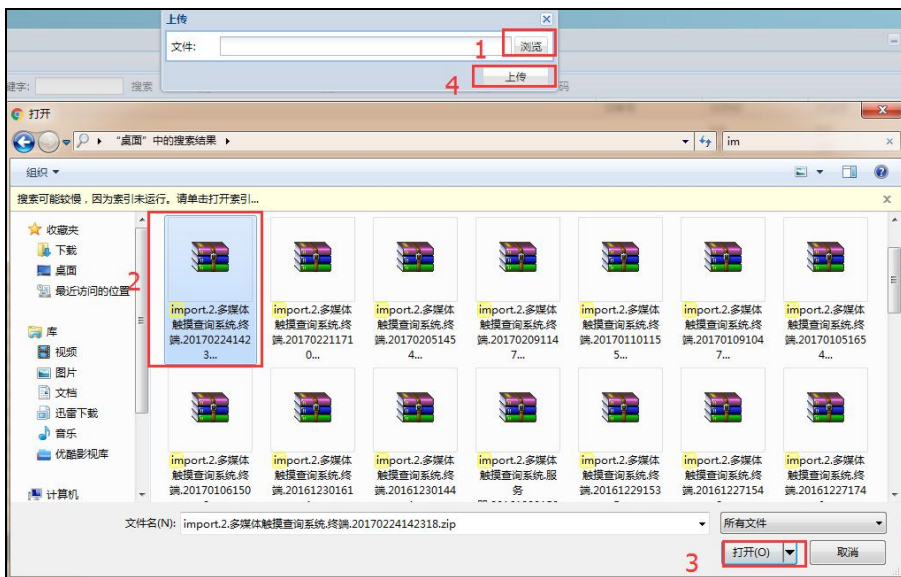 上传
文件:
1
浏览
4
上传
建字:
搜索
码
打开
“桌面”中的搜索结果
im
组织
搜索可能较慢，因为索引未运行。请单击打开索引...
收藏夹
下载
桌面
最近访问的位置
库
视频
图片
文档
迅雷下载
音乐
优酷影视库
计算机
2
import.2.多媒体
触摸查询系统.终
端.20170224142
3...
import.2.多媒体
触摸查询系统.终
端.20170221171
0...
import.2.多媒体
触摸查询系统.终
端.20170205145
4...
import.2.多媒体
触摸查询系统.终
端.20170209114
7...
import.2.多媒体
触摸查询系统.终
端.20170110115
5...
import.2.多媒体
触摸查询系统.终
端.20170109104
7...
import.2.多媒体
触摸查询系统.终
端.20170105165
4...
import.2.多媒体
触摸查询系统.终
端.20170106150
import.2.多媒体
触摸查询系统.终
端.20161230161
import.2.多媒体
触摸查询系统.终
端.20161230144
import.2.多媒体
触摸查询系统.服
务
import.2.多媒体
触摸查询系统.终
端.20161229153
import.2.多媒体
触摸查询系统.终
端.20161227154
import.2.多媒体
触摸查询系统.终
端.20161227174
文件名(N):
import.2.多媒体触摸查询系统.终端.20170224142318.zip
所有文件
3
打开(O)
取消